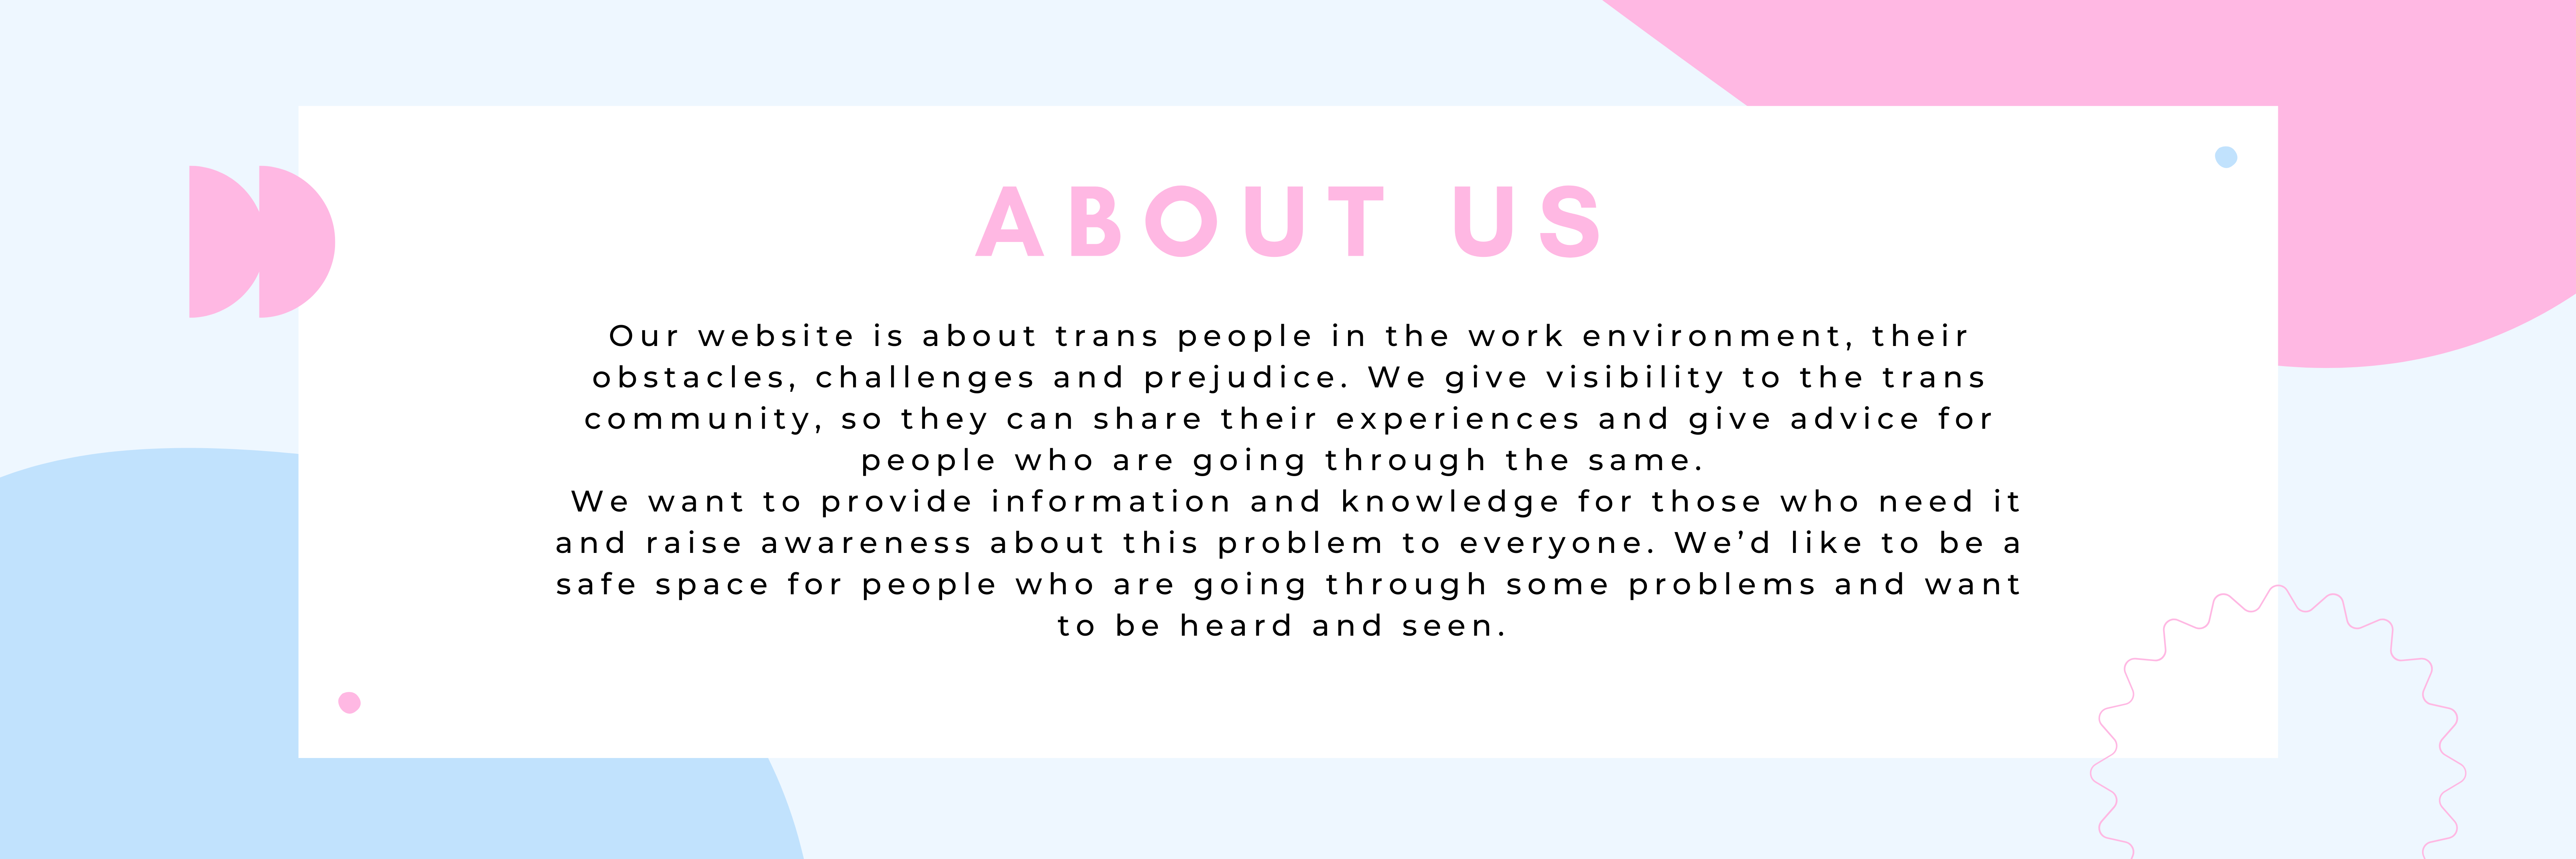 ABOUT US
Our website is about trans people in the work environment, their
obstacles, challenges and prejudice. We give visibility to the trans
community, so they can share their experiences and give advice for
people who are going through the same.
We want to provide information and knowledge for those who need it
and raise awareness about this problem to everyone. We’d like to be a
safe space for people who are going through some problems and want
to be heard and seen.